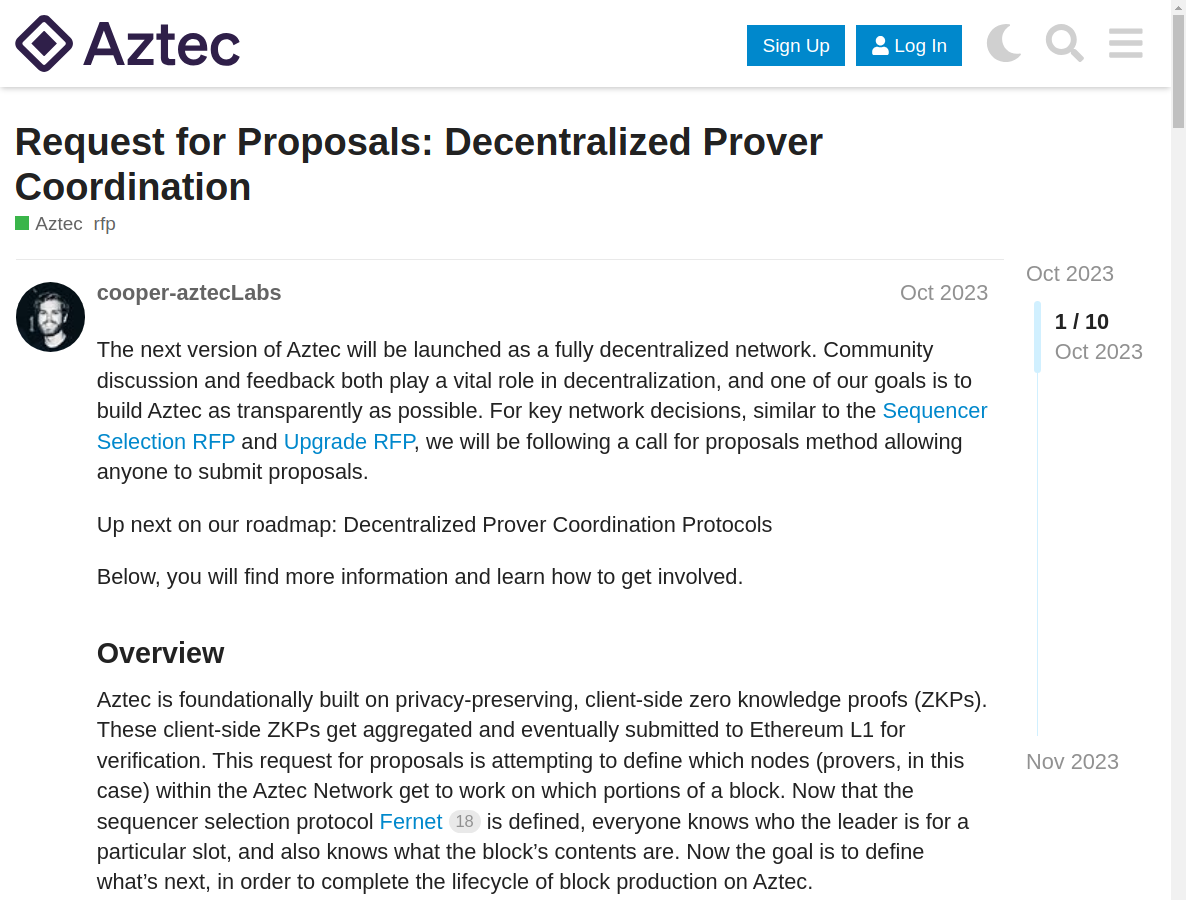 Aztec
Sign Up
Log In
Request for Proposals: Decentralized Prover
Coordination
Aztec rfp
cooper-aztecLabs
Oct 2023
The next version of Aztec will be launched as a fully decentralized network. Community
discussion and feedback both play a vital role in decentralization, and one of our goals is to
build Aztec as transparently as possible. For key network decisions, similar to the Sequencer
Selection RFP and Upgrade RFP, we will be following a call for proposals method allowing
anyone to submit proposals.
Up next on our roadmap: Decentralized Prover Coordination Protocols
Below, you will find more information and learn how to get involved.
Overview
Aztec is foundationally built on privacy-preserving, client-side zero knowledge proofs (ZKPs).
These client-side ZKPs get aggregated and eventually submitted to Ethereum L1 for
verification. This request for proposals is attempting to define which nodes (provers, in this
case) within the Aztec Network get to work on which portions of a block. Now that the
sequencer selection protocol Fernet 18 is defined, everyone knows who the leader is for a
particular slot, and also knows what the block’s contents are. Now the goal is to define
what’s next, in order to complete the lifecycle of block production on Aztec.
Oct 2023
1 / 10
Oct 2023
Nov 2023